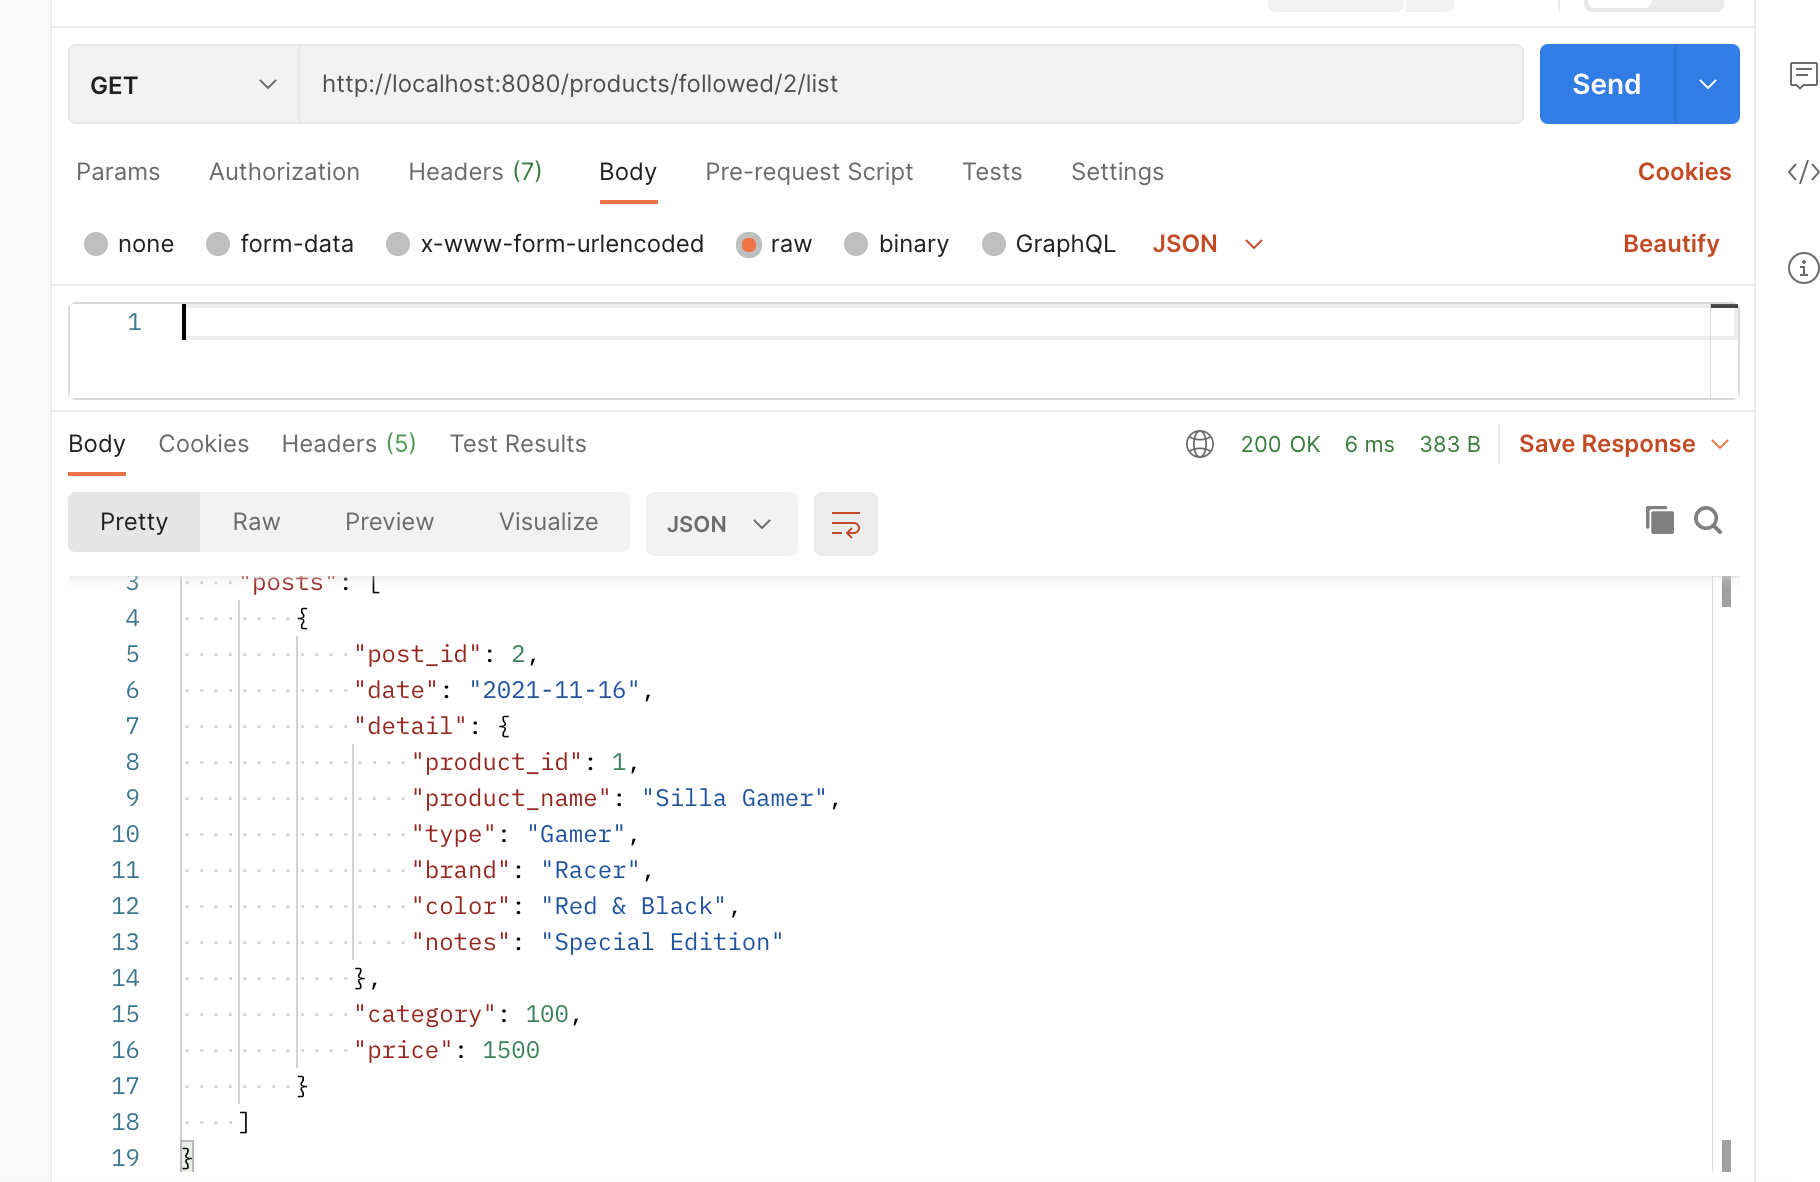 GET http://localhost:8080/products/followed/2/list Send
Params Authorization Headers (7) Body Pre-request Script Tests Settings Cookies
none form-data x-www-form-urlencoded raw binary GraphQL JSON Beautify
1
Body Cookies Headers (5) Test Results 200 OK 6 ms 383 B Save Response
Pretty Raw Preview Visualize JSON
3 "posts": [
4 {
5 "post_id": 2,
6 "date": "2021-11-16",
7 "detail": {
8 "product_id": 1,
9 "product_name": "Silla Gamer",
10 "type": "Gamer",
11 "brand": "Racer",
12 "color": "Red & Black",
13 "notes": "Special Edition"
14 },
15 "category": 100,
16 "price": 1500
17 }
18 ]
19 }